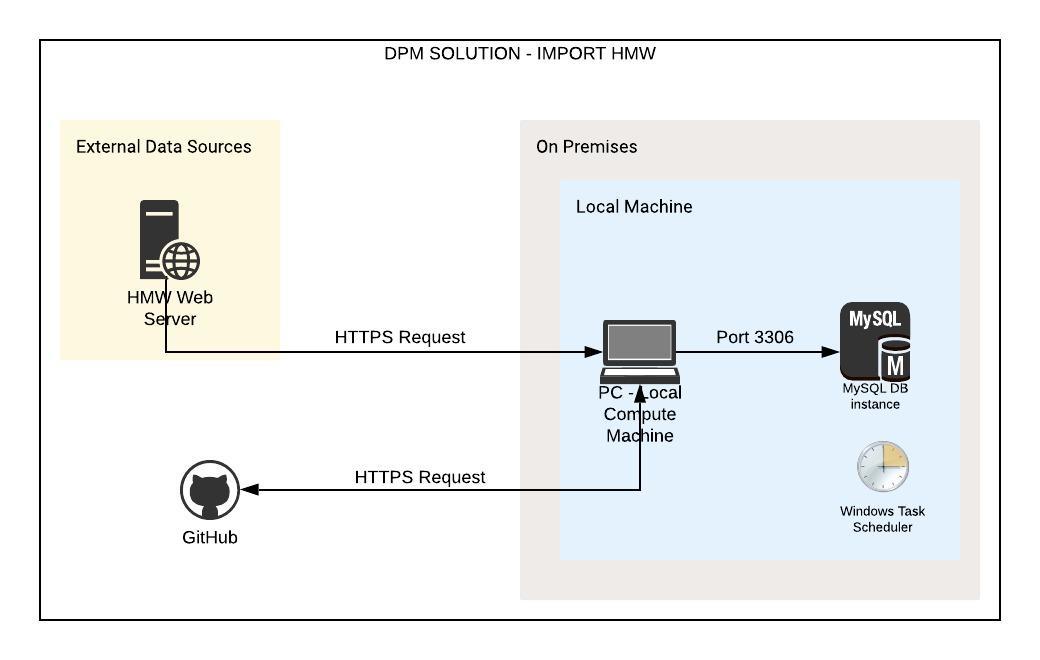 DPM SOLUTION - IMPORT HMW
External Data Sources
On Premises
Local Machine
HMW Web
Server
HTTPS Request
Port 3306
MySQL
M
MySQL DB
instance
PC - Local
Compute
Machine
HTTPS Request
GitHub
Windows Task
Scheduler